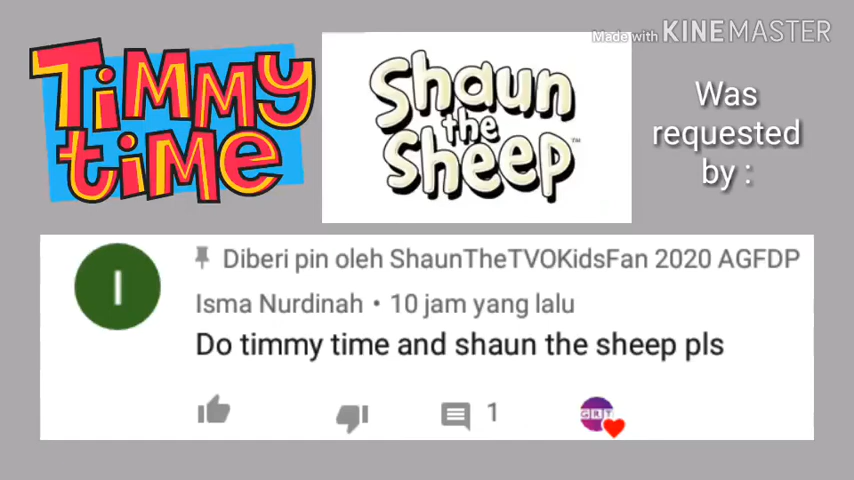 Made with KINEMASTER
TiMMY
tiME
Shaun
the
Sheep™
Was
requested
by :
I
Diberi pin oleh ShaunTheTVOKidsFan 2020 AGFDP
Isma Nurdinah • 10 jam yang lalu
Do timmy time and shaun the sheep pls
1
GRT